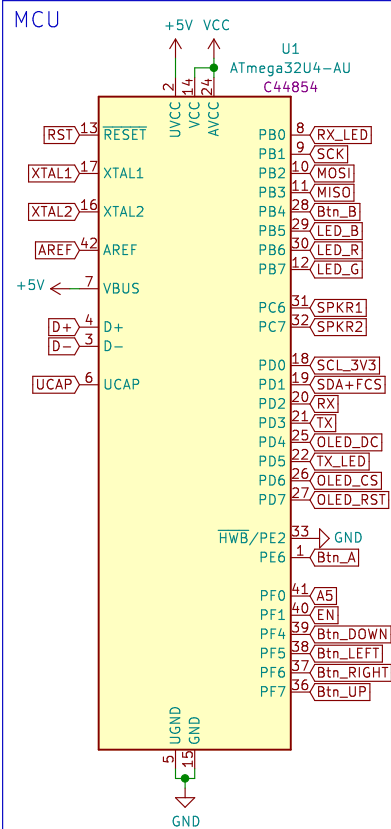 MCU
+5V VCC
U1
ATmega32U4-AU
C44854
2 UVCC
14 VCC
24 AVCC
RST 13 RESET
XTAL1 17 XTAL1
XTAL2 16 XTAL2
AREF 42 AREF
+5V 7 VBUS
D+ 4 D+
D- 3 D-
UCAP 6 UCAP
PB0 8 RX_LED
PB1 9 SCK
PB2 10 MOSI
PB3 11 MISO
PB4 28 Btn_B
PB5 29 LED_B
PB6 30 LED_R
PB7 12 LED_G
PC6 31 SPKR1
PC7 32 SPKR2
PD0 18 SCL_3V3
PD1 19 SDA+FCS
PD2 20 RX
PD3 21 TX
PD4 25 OLED_DC
PD5 22 TX_LED
PD6 26 OLED_CS
PD7 27 OLED_RST
HWB/PE2 33 GND
PE6 1 Btn_A
PF0 41 A5
PF1 40 EN
PF4 39 Btn_DOWN
PF5 38 Btn_LEFT
PF6 37 Btn_RIGHT
PF7 36 Btn_UP
UGND 5
GND 15
GND